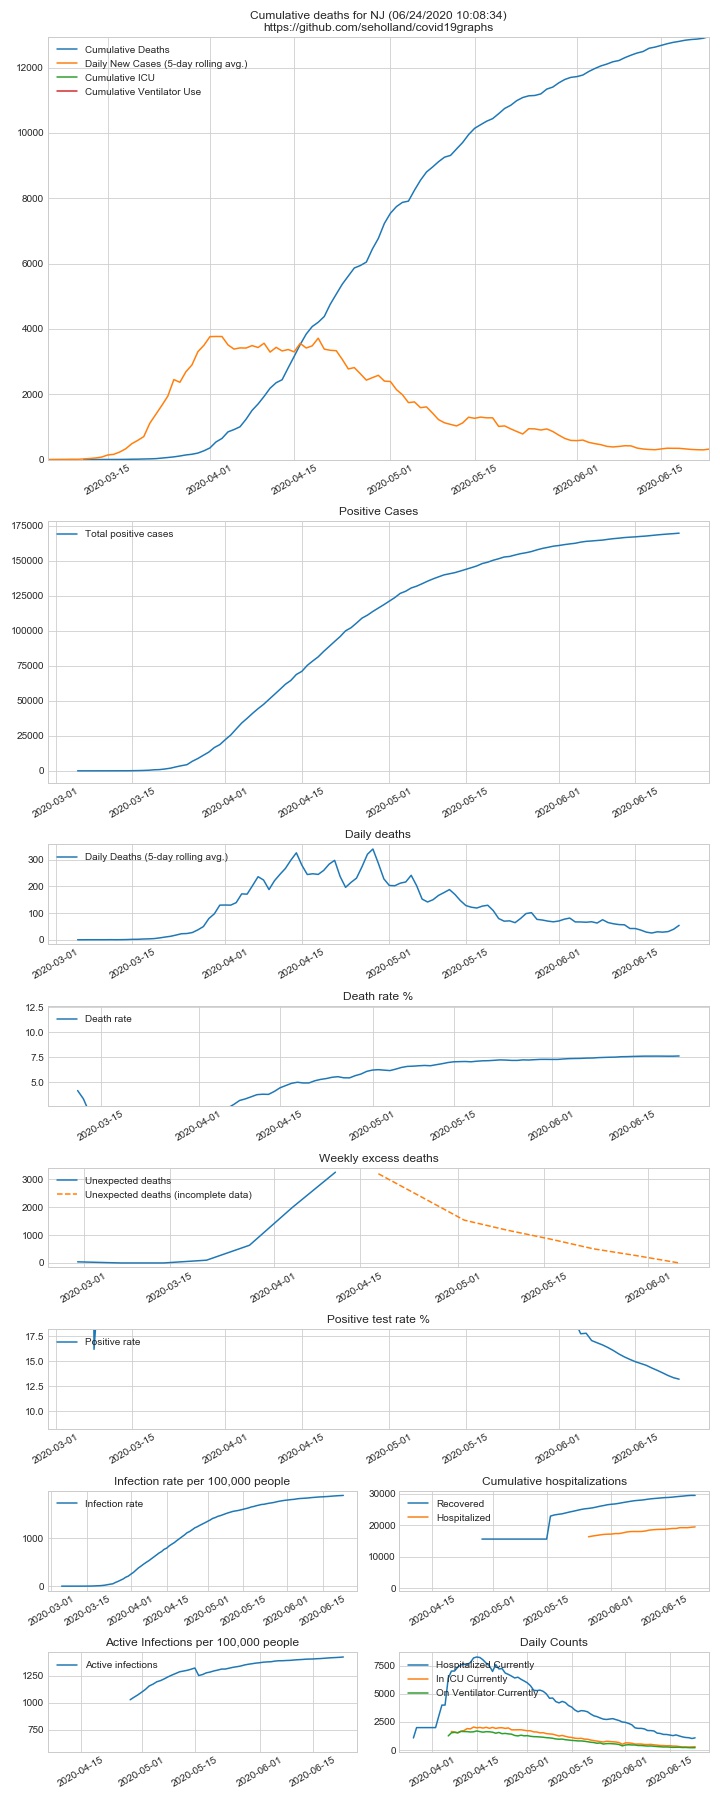 Cumulative deaths for NJ (06/24/2020 10:08:34)
https://github.com/seholland/covid19graphs
Cumulative Deaths
Daily New Cases (5-day rolling avg.)
Cumulative ICU
Cumulative Ventilator Use
12000
10000
8000
6000
4000
2000
0
2020-03-15 2020-04-01 2020-04-15 2020-05-01 2020-05-15 2020-06-01 2020-06-15
Positive Cases
Total positive cases
175000
150000
125000
100000
75000
50000
25000
0
2020-03-01 2020-03-15 2020-04-01 2020-04-15 2020-05-01 2020-05-15 2020-06-01 2020-06-15
Daily deaths
Daily Deaths (5-day rolling avg.)
300
200
100
0
2020-03-01 2020-03-15 2020-04-01 2020-04-15 2020-05-01 2020-05-15 2020-06-01 2020-06-15
Death rate %
Death rate
12.5
10.0
7.5
5.0
2020-03-15 2020-04-01 2020-04-15 2020-05-01 2020-05-15 2020-06-01 2020-06-15
Weekly excess deaths
Unexpected deaths
Unexpected deaths (incomplete data)
3000
2000
1000
0
2020-03-01 2020-03-15 2020-04-01 2020-04-15 2020-05-01 2020-05-15 2020-06-01
Positive test rate %
Positive rate
17.5
15.0
12.5
10.0
2020-03-01 2020-03-15 2020-04-01 2020-04-15 2020-05-01 2020-05-15 2020-06-01 2020-06-15
Infection rate per 100,000 people
Infection rate
1000
0
2020-03-01 2020-03-15 2020-04-01 2020-04-15 2020-05-01 2020-05-15 2020-06-01 2020-06-15
Cumulative hospitalizations
Recovered
Hospitalized
30000
20000
10000
0
2020-04-15 2020-05-01 2020-05-15 2020-06-01 2020-06-15
Active Infections per 100,000 people
Active infections
1250
1000
750
2020-04-15 2020-05-01 2020-05-15 2020-06-01 2020-06-15
Daily Counts
Hospitalized Currently
In ICU Currently
On Ventilator Currently
7500
5000
2500
0
2020-04-01 2020-04-15 2020-05-01 2020-05-15 2020-06-01 2020-06-15